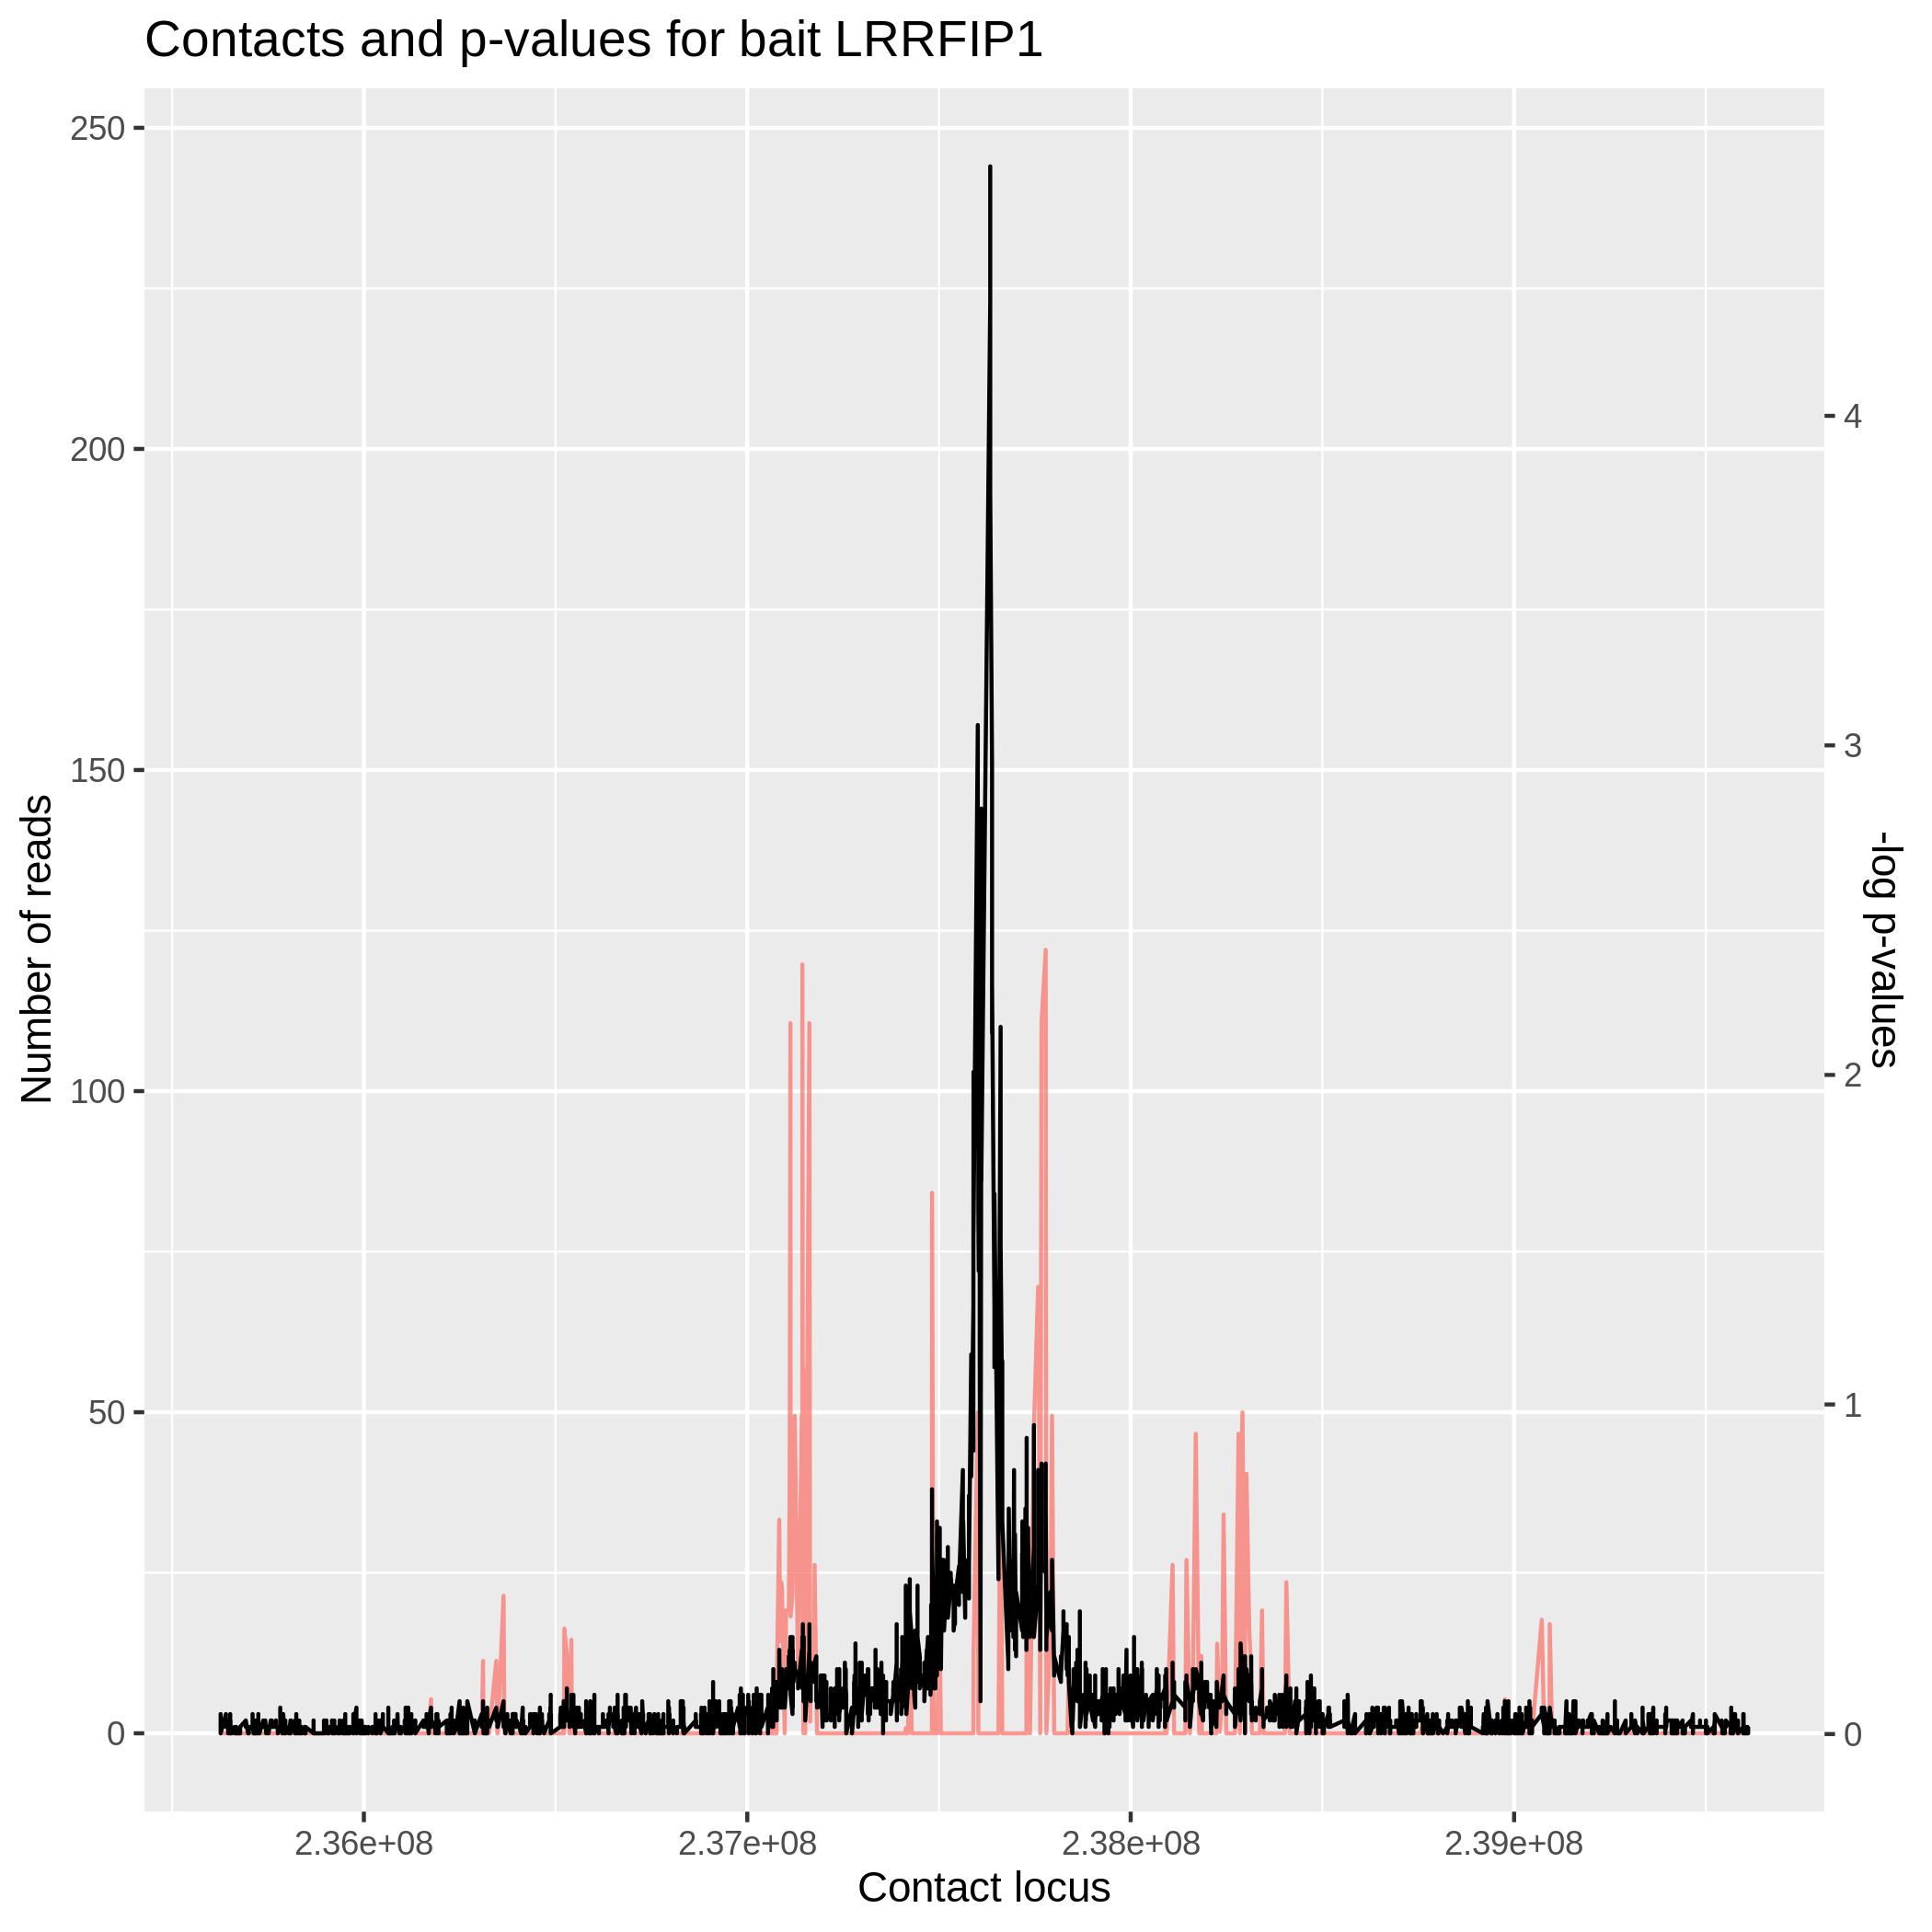 Contacts and p-values for bait LRRFIP1
250
200
150
100
50
0
Number of reads
4
3
2
1
0
-log p-values
2.36e+08
2.37e+08
2.38e+08
2.39e+08
Contact locus